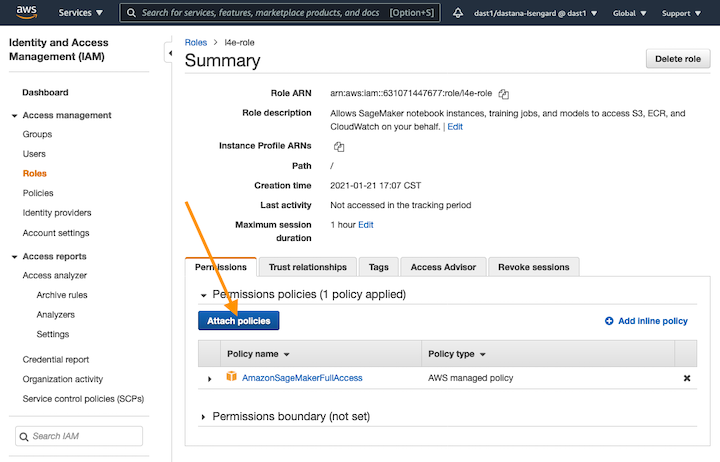 aws Services Search for services, features, marketplace products, and docs [Option+S] dast1/dastana-Isengard @ dast1 Global Support
Identity and Access
Management (IAM)
Dashboard
Access management
Groups
Users
Roles
Policies
Identity providers
Account settings
Access reports
Access analyzer
Archive rules
Analyzers
Settings
Credential report
Organization activity
Service control policies (SCPs)
Search IAM
Roles > l4e-role
Summary
Delete role
Role ARN arn:aws:iam::631071447677:role/l4e-role
Role description Allows SageMaker notebook instances, training jobs, and models to access S3, ECR, and
CloudWatch on your behalf. | Edit
Instance Profile ARNs
Path /
Creation time 2021-01-21 17:07 CST
Last activity Not accessed in the tracking period
Maximum session 1 hour Edit
duration
Permissions Trust relationships Tags Access Advisor Revoke sessions
Permissions policies (1 policy applied)
Attach policies Add inline policy
Policy name Policy type
AmazonSageMakerFullAccess AWS managed policy
Permissions boundary (not set)